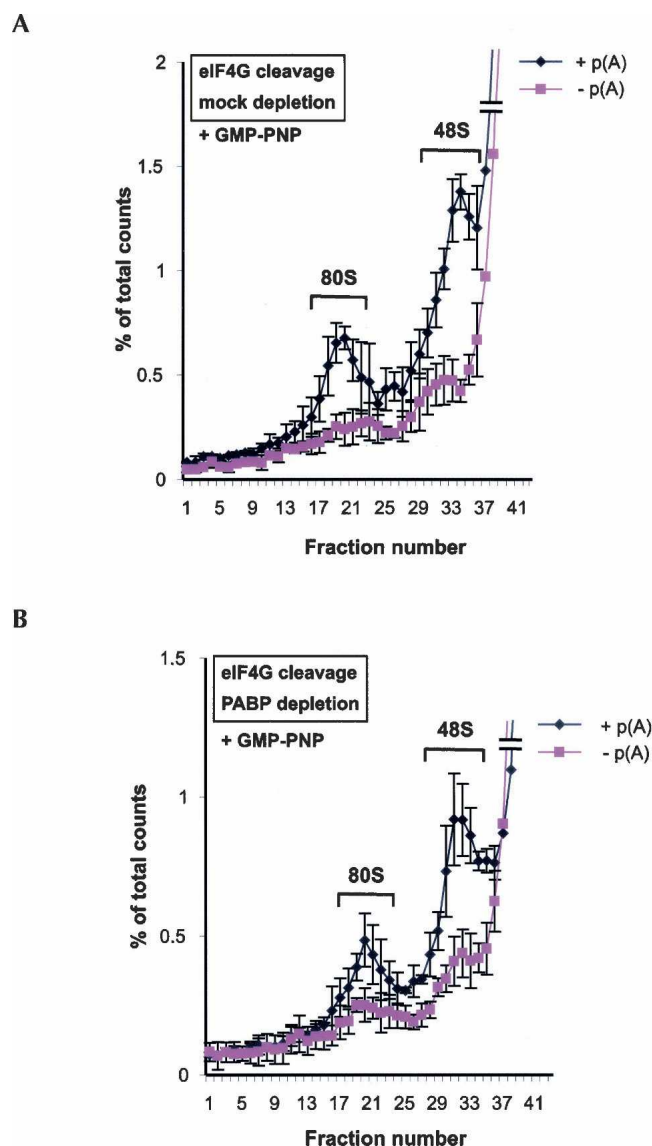 A
eIF4G cleavage
mock depletion
+ GMP-PNP
+ p(A)
- p(A)
48S
80S
2
1.5
1
0.5
0
% of total counts
1 5 9 13 17 21 25 29 33 37 41
Fraction number
B
eIF4G cleavage
PABP depletion
+ GMP-PNP
+ p(A)
- p(A)
48S
80S
1.5
1
0.5
0
% of total counts
1 5 9 13 17 21 25 29 33 37 41
Fraction number